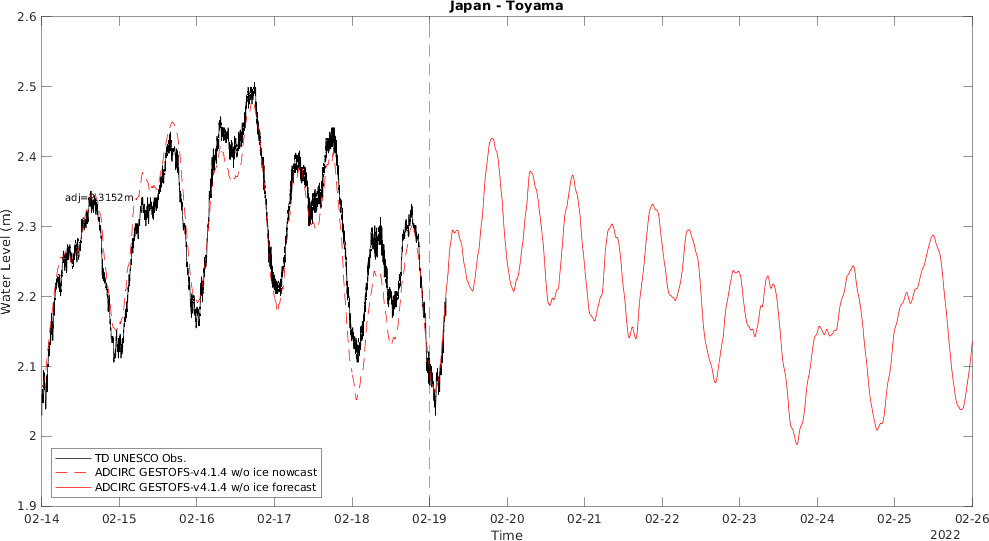 Japan - Toyama
2.6
2.5
2.4
2.3
2.2
2.1
2
1.9
Water Level (m)
TD UNESCO Obs.
ADCIRC GESTOFS-v4.1.4 w/o ice nowcast
ADCIRC GESTOFS-v4.1.4 w/o ice forecast
02-14 02-15 02-16 02-17 02-18 02-19 02-20 02-21 02-22 02-23 02-24 02-25 02-26
Time
2022